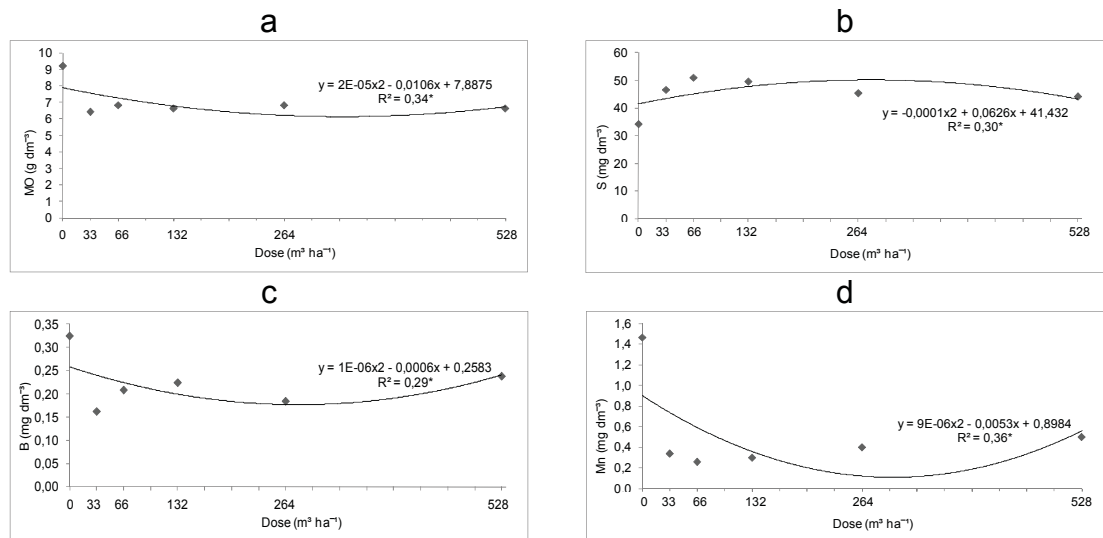 a
10
9
8
7
6
5
4
3
2
1
0
MO (g dm⁻³)
y = 2E-05x2 - 0,0106x + 7,8875
R² = 0,34*
0 33 66 132 264 528
Dose (m³ ha⁻¹)
b
60
50
40
30
20
10
0
S (mg dm⁻³)
y = -0,0001x2 + 0,0626x + 41,432
R² = 0,30*
0 33 66 132 264 528
Dose (m³ ha⁻¹)
c
0,35
0,30
0,25
0,20
0,15
0,10
0,05
0,00
B (mg dm⁻³)
y = 1E-06x2 - 0,0006x + 0,2583
R² = 0,29*
0 33 66 132 264 528
Dose (m³ ha⁻¹)
d
1,6
1,4
1,2
1,0
0,8
0,6
0,4
0,2
0,0
Mn (mg dm⁻³)
y = 9E-06x2 - 0,0053x + 0,8984
R² = 0,36*
0 33 66 132 264 528
Dose (m³ ha⁻¹)